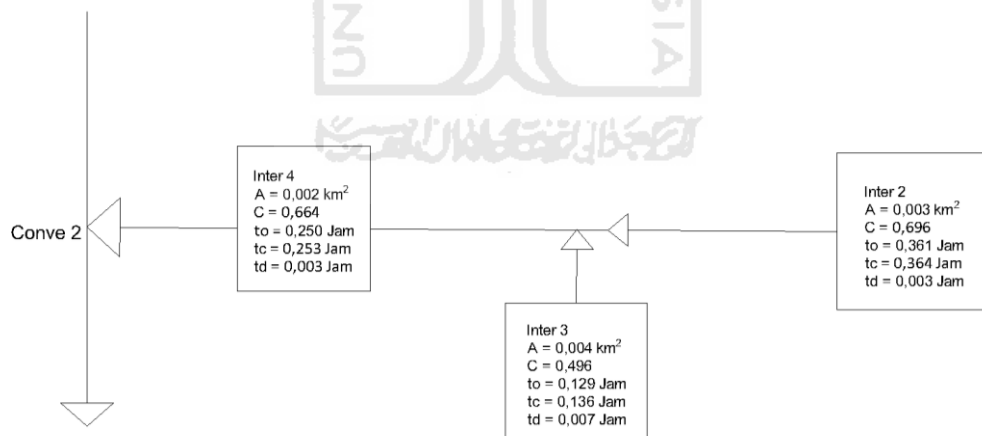 Conve 2
Inter 4
A = 0,002 km²
C = 0,664
to = 0,250 Jam
tc = 0,253 Jam
td = 0,003 Jam
Inter 3
A = 0,004 km²
C = 0,496
to = 0,129 Jam
tc = 0,136 Jam
td = 0,007 Jam
Inter 2
A = 0,003 km²
C = 0,696
to = 0,361 Jam
tc = 0,364 Jam
td = 0,003 Jam